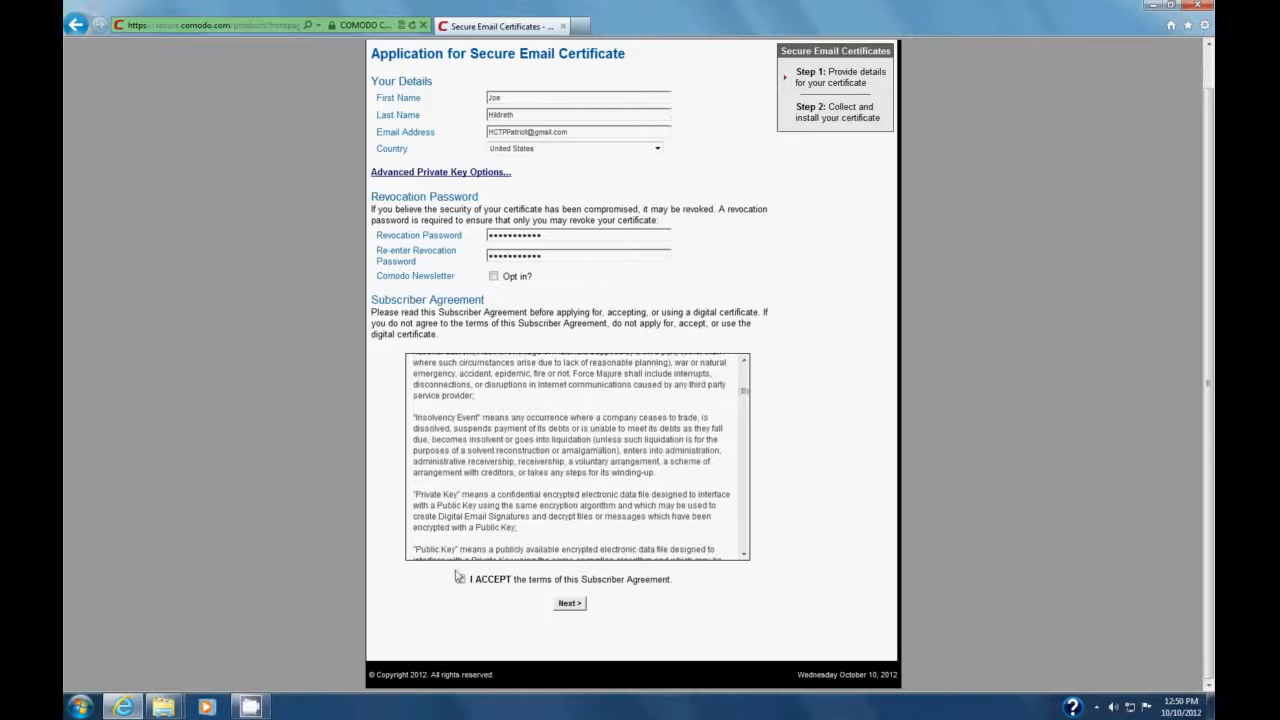 https://secure.comodo.com/products/frontpag
COMODO C...
Secure Email Certificates - ...
Application for Secure Email Certificate
Secure Email Certificates
Step 1: Provide details
for your certificate
Step 2: Collect and
install your certificate
Your Details
First Name
Joe
Last Name
Hildreth
Email Address
HCTPPatriot@gmail.com
Country
United States
Advanced Private Key Options...
Revocation Password
If you believe the security of your certificate has been compromised, it may be revoked. A revocation
password is required to ensure that only you may revoke your certificate:
Revocation Password
•••••••••••
Re-enter Revocation
Password
•••••••••••
Comodo Newsletter
Opt in?
Subscriber Agreement
Please read this Subscriber Agreement before applying for, accepting, or using a digital certificate. If
you do not agree to the terms of this Subscriber Agreement, do not apply for, accept, or use the
digital certificate.
where such circumstances arise due to lack of reasonable planning), war or natural
emergency, accident, epidemic, fire or riot. Force Majure shall include interrupts,
disconnections, or disruptions in Internet communications caused by any third party
service provider;
"Insolvency Event" means any occurrence where a company ceases to trade, is
dissolved, suspends payment of its debts or is unable to meet its debts as they fall
due, becomes insolvent or goes into liquidation (unless such liquidation is for the
purposes of a solvent reconstruction or amalgamation), enters into administration,
administrative receivership, receivership, a voluntary arrangement, a scheme of
arrangement with creditors, or takes any steps for its winding-up.
"Private Key" means a confidential encrypted electronic data file designed to interface
with a Public Key using the same encryption algorithm and which may be used to
create Digital Email Signatures and decrypt files or messages which have been
encrypted with a Public Key;
"Public Key" means a publicly available encrypted electronic data file designed to
interface with a Private Key using the same encryption algorithm and which may be
I ACCEPT the terms of this Subscriber Agreement.
Next >
© Copyright 2012. All rights reserved.
Wednesday October 10, 2012
12:50 PM
10/10/2012